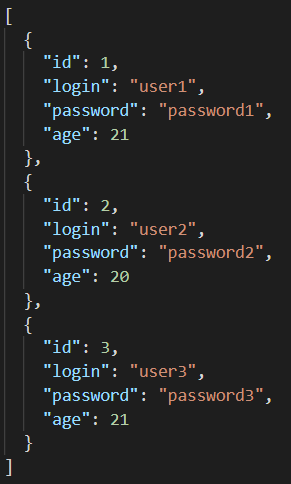 [
  {
    "id": 1,
    "login": "user1",
    "password": "password1",
    "age": 21
  },
  {
    "id": 2,
    "login": "user2",
    "password": "password2",
    "age": 20
  },
  {
    "id": 3,
    "login": "user3",
    "password": "password3",
    "age": 21
  }
]